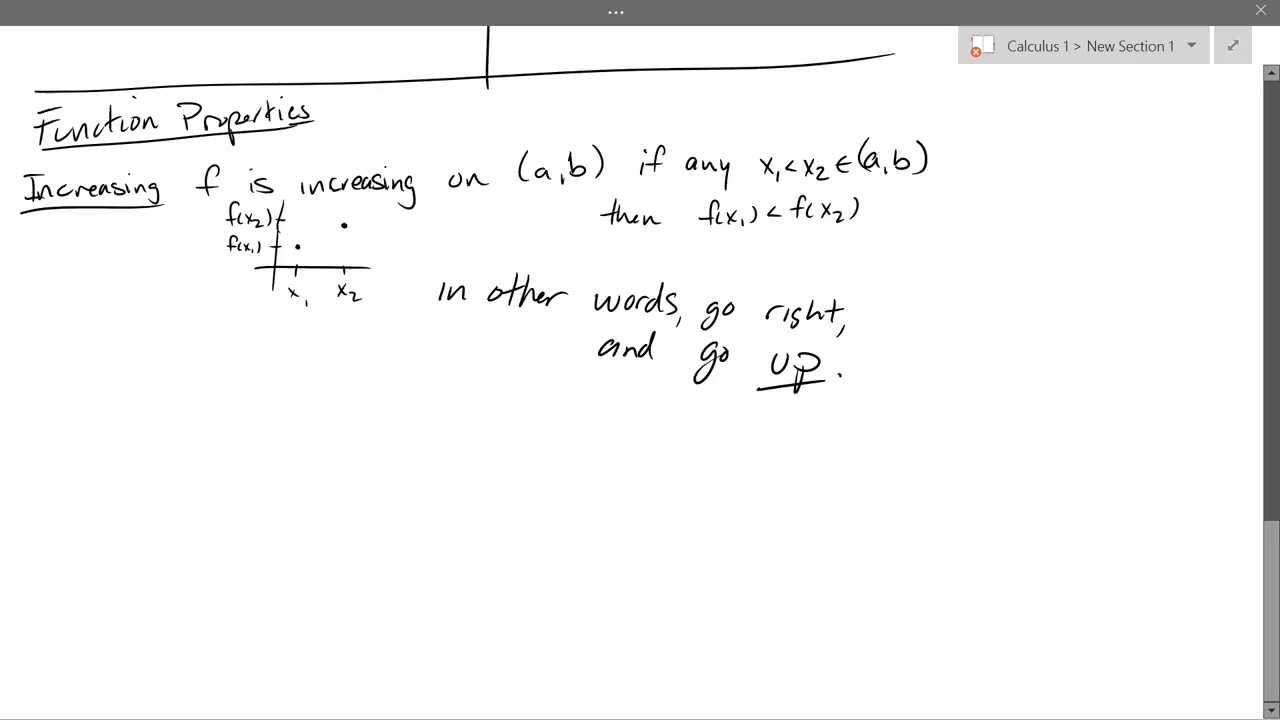 ...
Calculus 1 > New Section 1
Function Properties
Increasing f is increasing on (a,b) if any x₁<x₂∈(a,b)
then f(x₁) < f(x₂)
f(x₂)
f(x₁)
x₁ x₂
in other words, go right,
and go up.